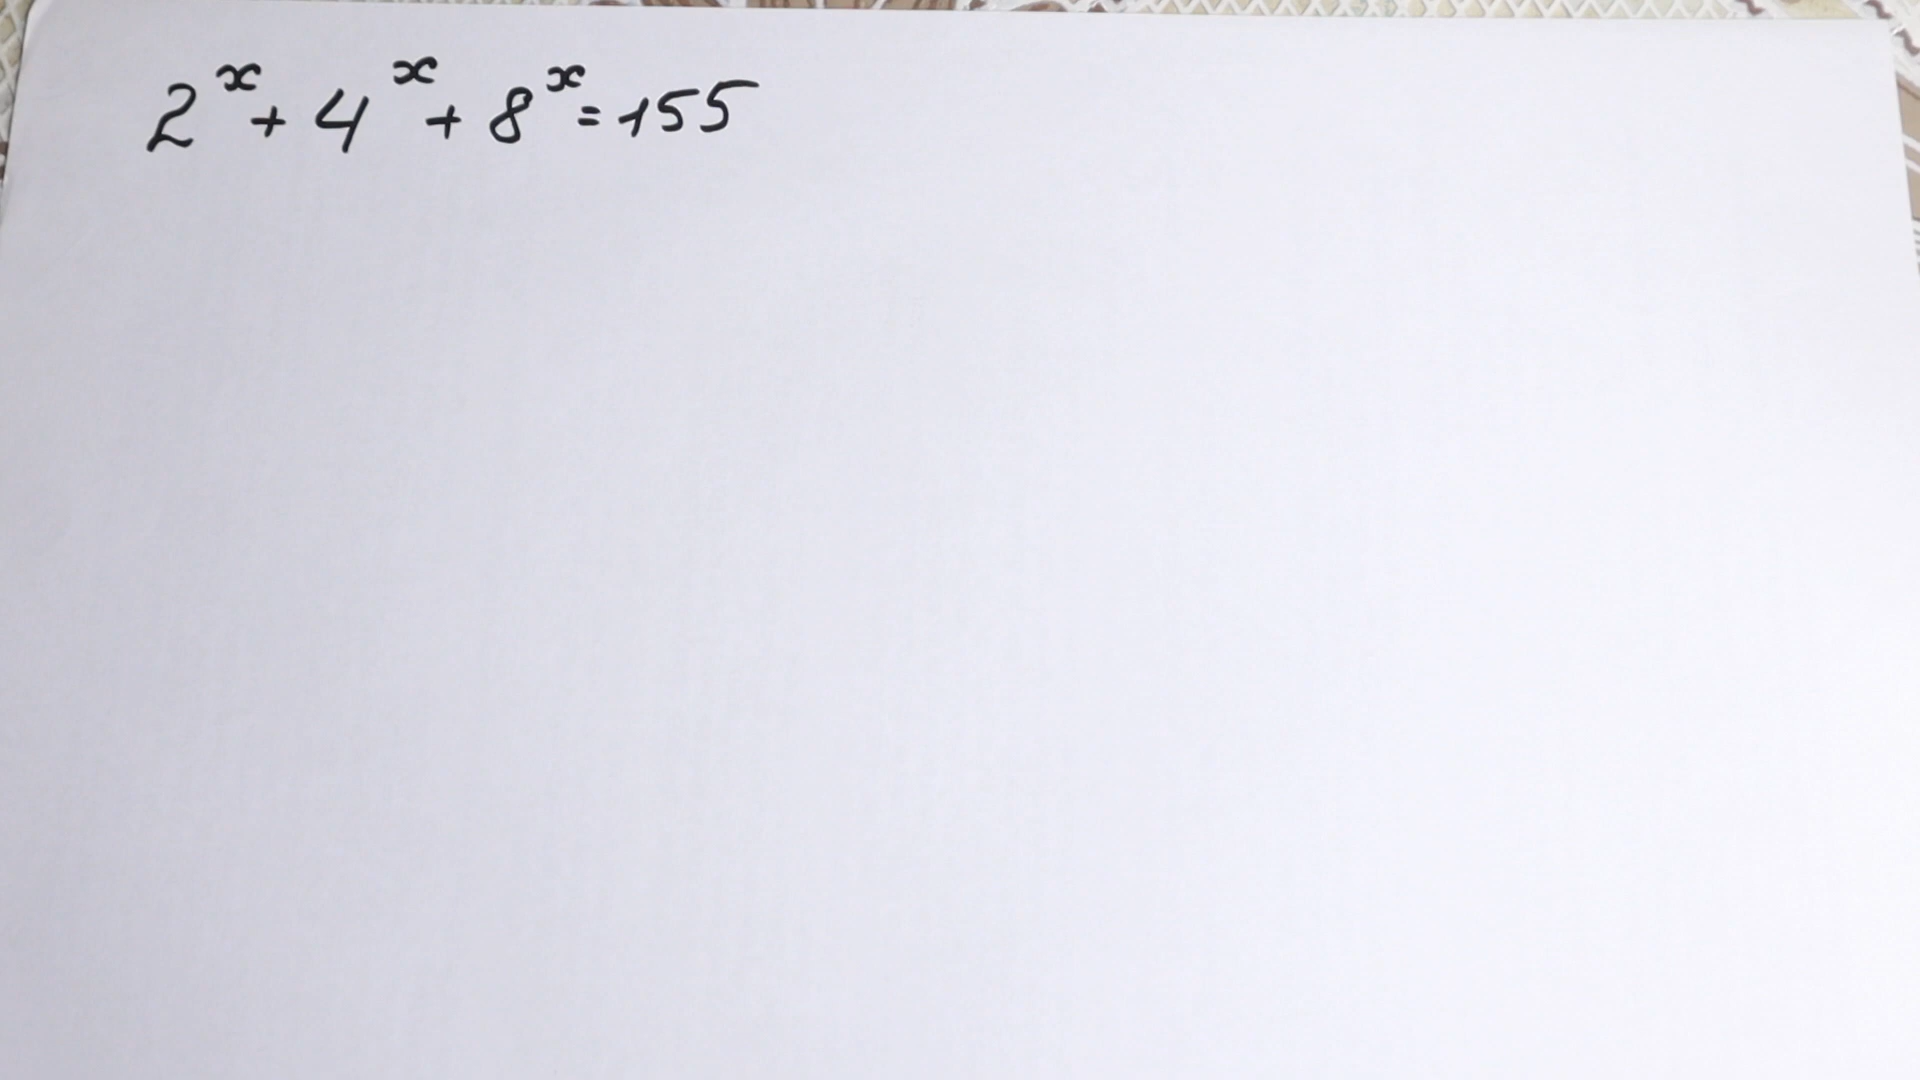 2^x + 4^x + 8^x = 155